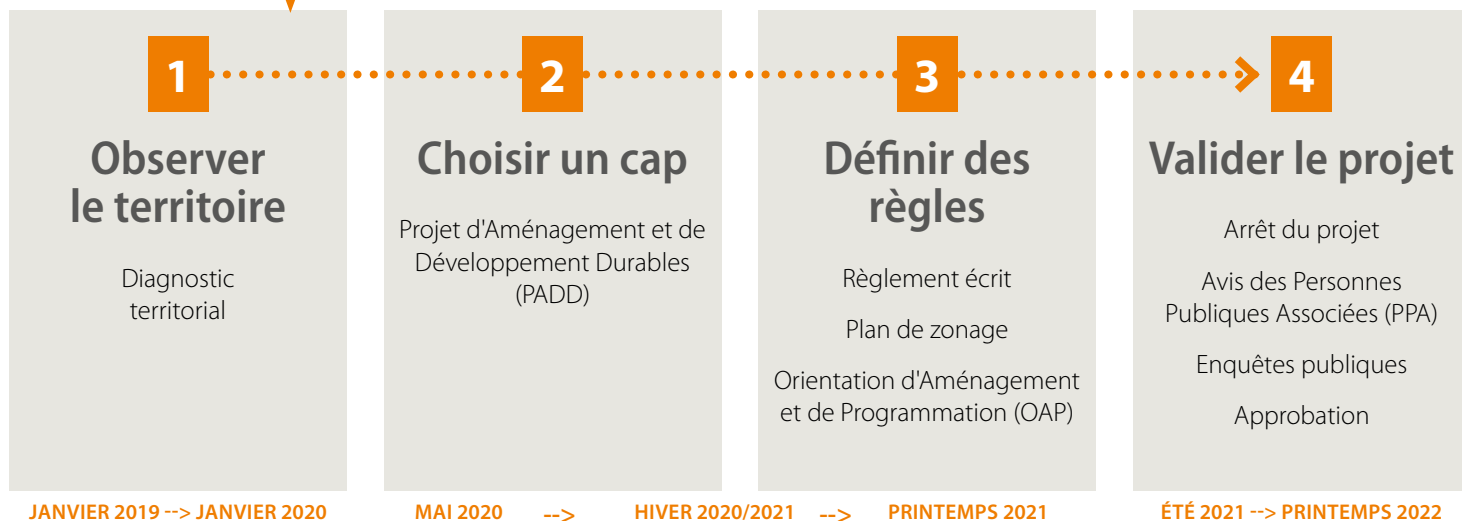 1
Observer
le territoire
Diagnostic
territorial
2
Choisir un cap
Projet d'Aménagement et de
Développement Durables
(PADD)
3
Définir des
règles
Règlement écrit
Plan de zonage
Orientation d'Aménagement
et de Programmation (OAP)
4
Valider le projet
Arrêt du projet
Avis des Personnes
Publiques Associées (PPA)
Enquêtes publiques
Approbation
JANVIER 2019 --> JANVIER 2020
MAI 2020 --> HIVER 2020/2021 --> PRINTEMPS 2021
ÉTÉ 2021 --> PRINTEMPS 2022